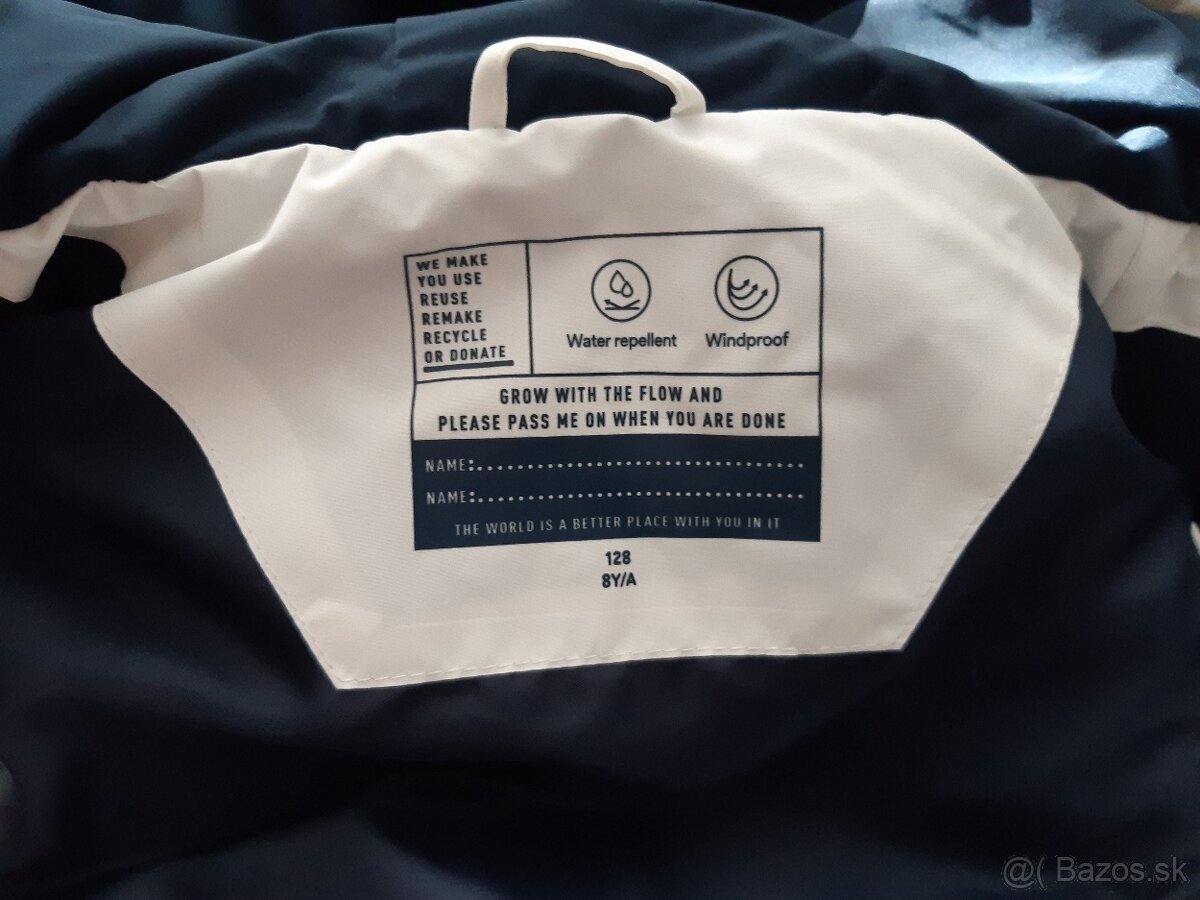 WE MAKE
YOU USE
REUSE
REMAKE
RECYCLE
OR DONATE
Water repellent
Windproof
GROW WITH THE FLOW AND
PLEASE PASS ME ON WHEN YOU ARE DONE
NAME:..................................
NAME:..................................
THE WORLD IS A BETTER PLACE WITH YOU IN IT
128
8Y/A
@( Bazos.sk